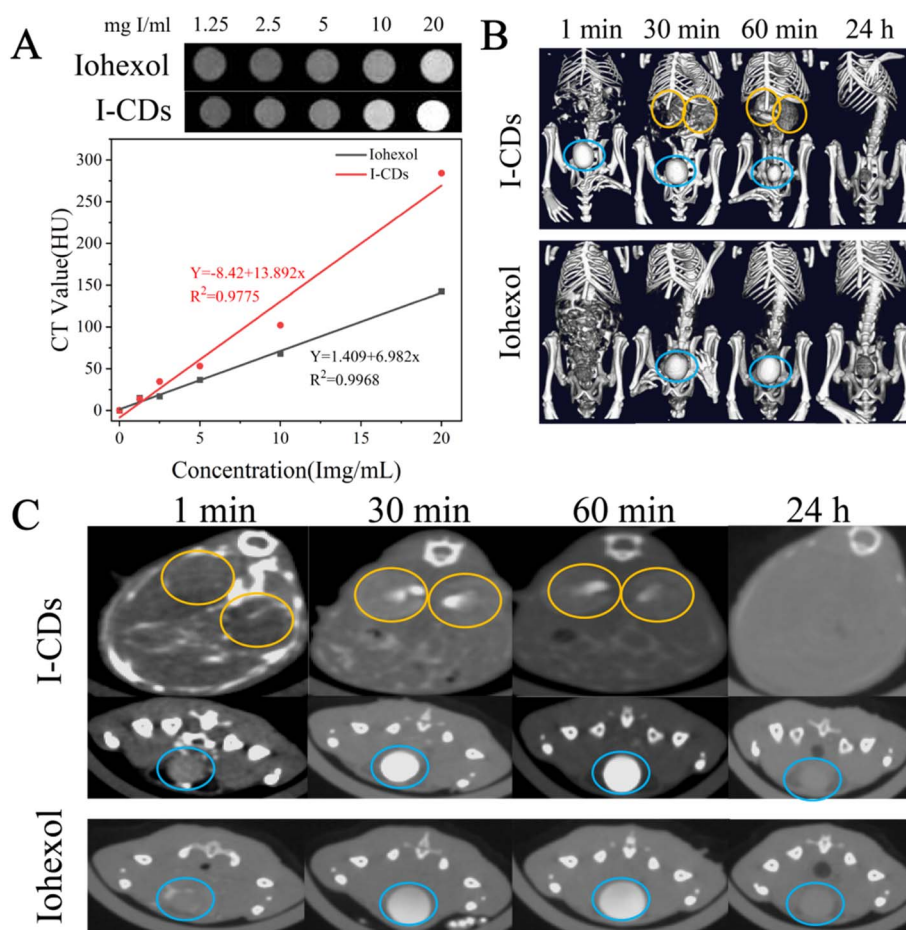 A
mg I/ml 1.25 2.5 5 10 20
Iohexol
I-CDs
300
250
200
150
100
50
0
CT Value(HU)
Iohexol
I-CDs
Y=-8.42+13.892x
R²=0.9775
Y=1.409+6.982x
R²=0.9968
0 5 10 15 20
Concentration(Img/mL)
B
1 min 30 min 60 min 24 h
I-CDs
Iohexol
C
1 min 30 min 60 min 24 h
I-CDs
Iohexol